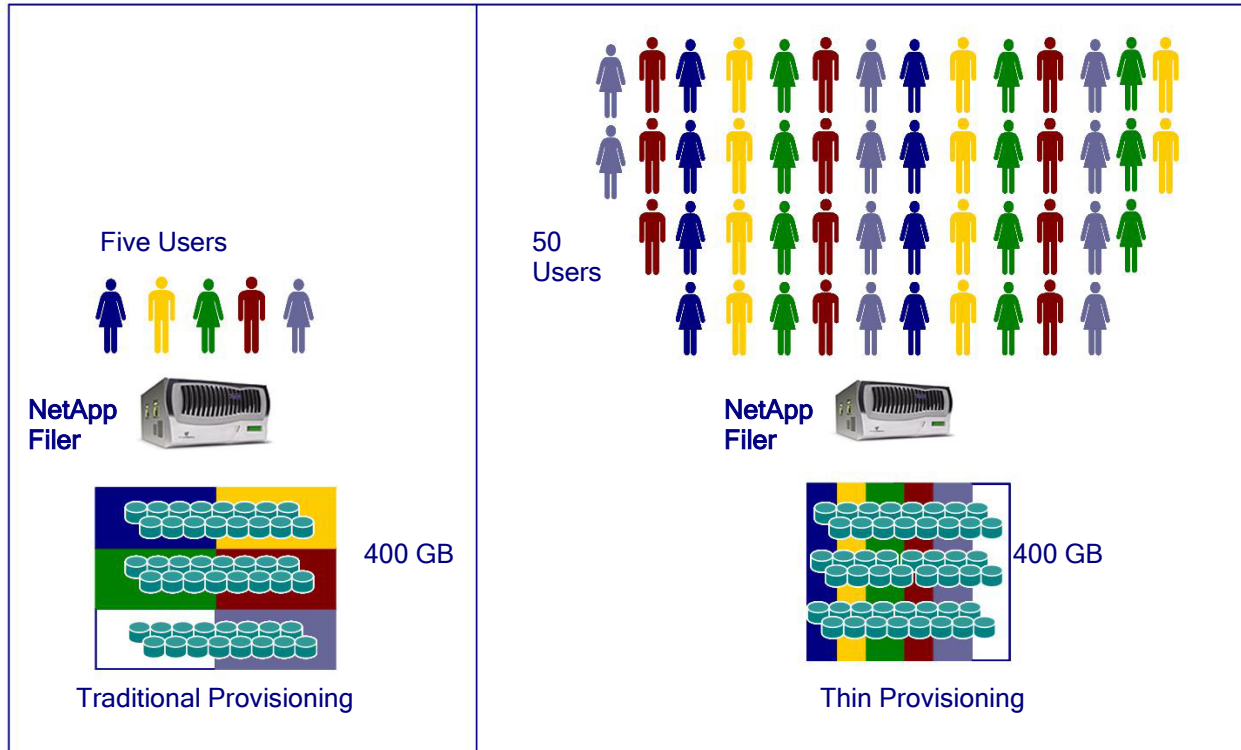 Five Users
NetApp
Filer
400 GB
Traditional Provisioning
50
Users
NetApp
Filer
400 GB
Thin Provisioning